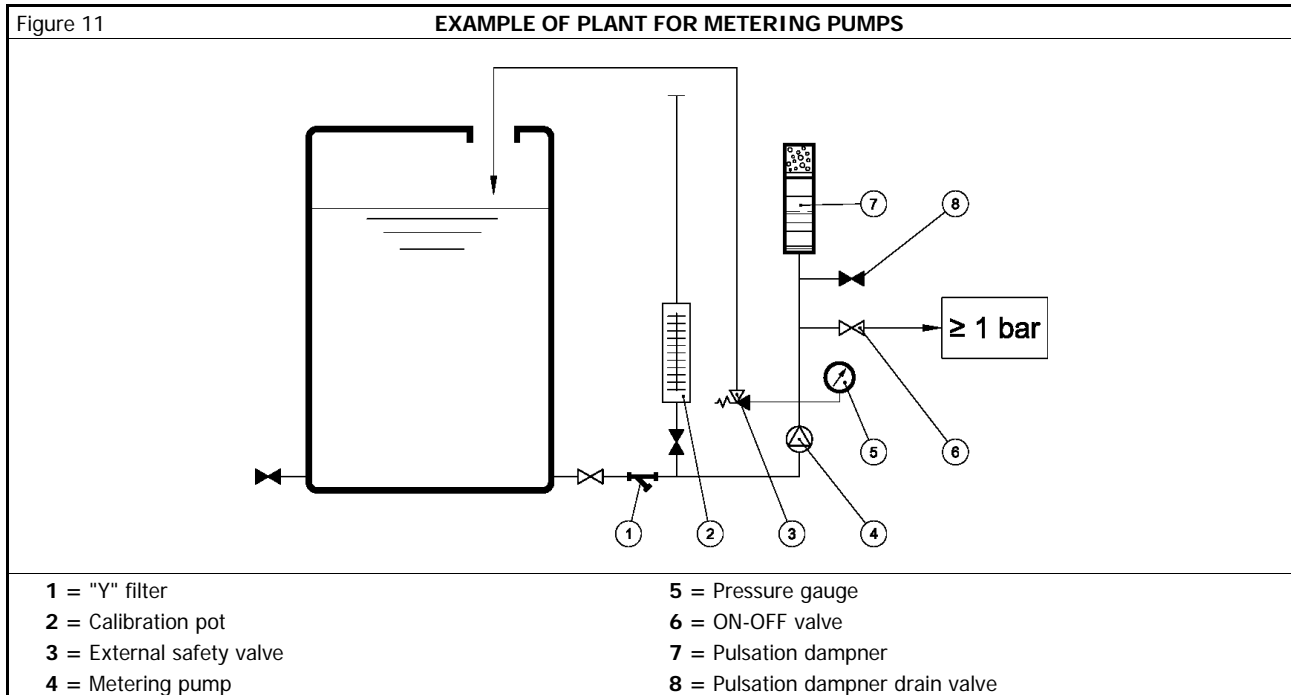 Figure 11
EXAMPLE OF PLANT FOR METERING PUMPS
7
8
≥ 1 bar
1
2
3
4
5
6
1 = "Y" filter
2 = Calibration pot
3 = External safety valve
4 = Metering pump
5 = Pressure gauge
6 = ON-OFF valve
7 = Pulsation dampner
8 = Pulsation dampner drain valve